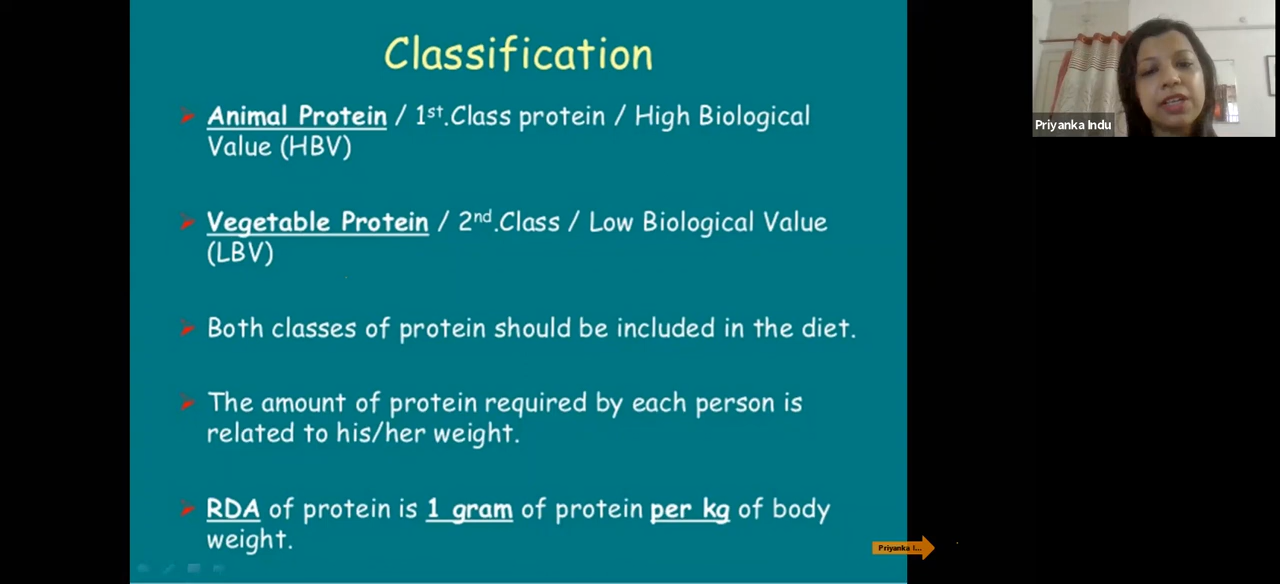 Classification
Animal Protein / 1st.Class protein / High Biological
Value (HBV)
Vegetable Protein / 2nd.Class / Low Biological Value
(LBV)
Both classes of protein should be included in the diet.
The amount of protein required by each person is
related to his/her weight.
RDA of protein is 1 gram of protein per kg of body
weight.
Priyanka I...
Priyanka Indu